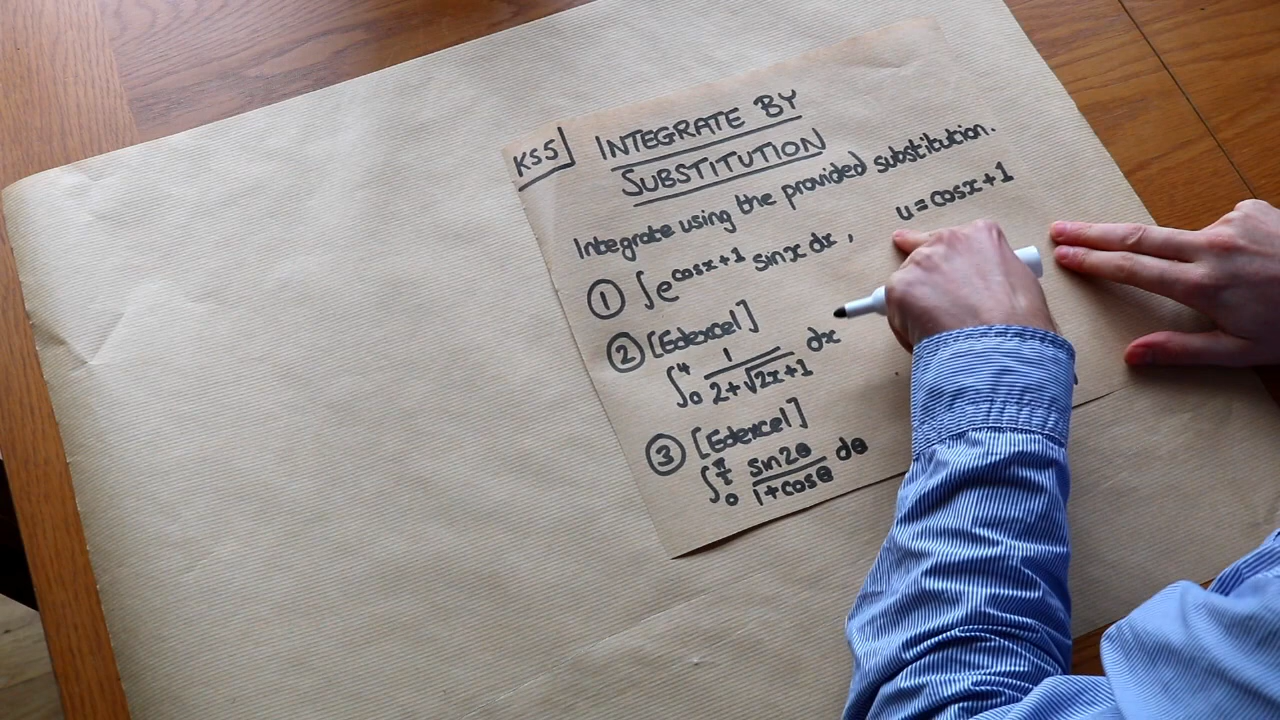 KS5 INTEGRATE BY
SUBSTITUTION
Integrate using the provided substitution.
① ∫e^(cosx+1) sinx dx, u = cosx+1
② [Edexcel]
∫₀⁴ 1/(2+√(2x+1)) dx
③ [Edexcel]
∫₀^(π/2) sin2θ/(1+cosθ) dθ